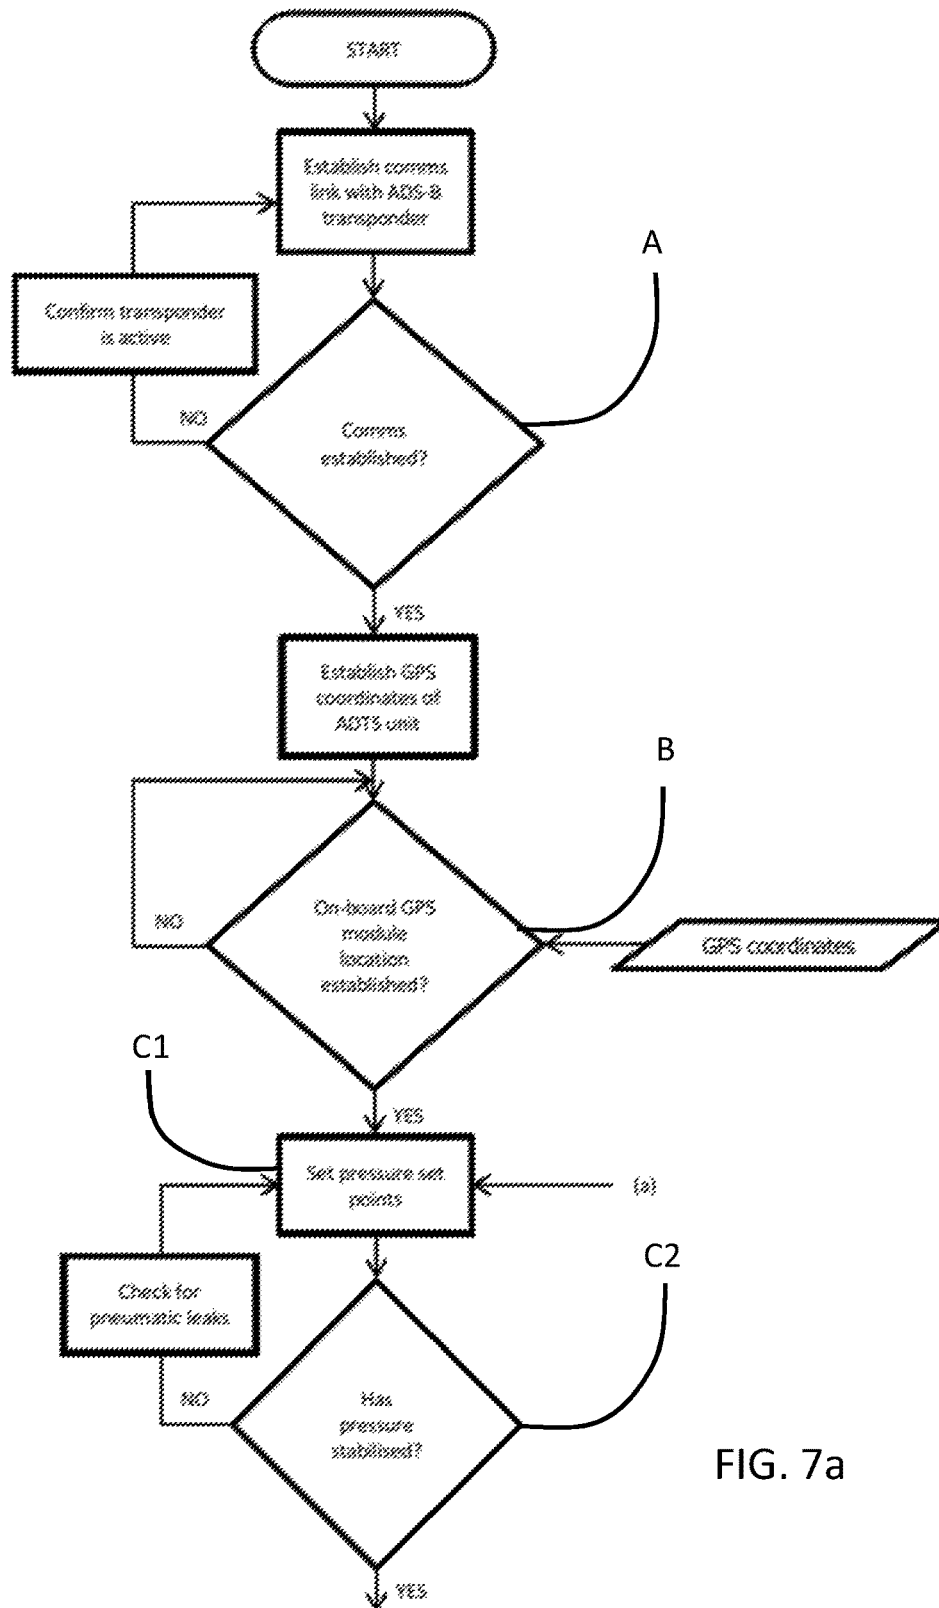 START
Establish comms
link with ADS-B
transponder
A
Confirm transponder
is active
NO
Comms
established?
YES
Establish GPS
coordinates of
ADTS unit
B
NO
On-board GPS
module
location
established?
GPS coordinates
C1
YES
Set pressure set
points
(a)
C2
Check for
pneumatic leaks
NO
Has
pressure
stabilised?
FIG. 7a
YES